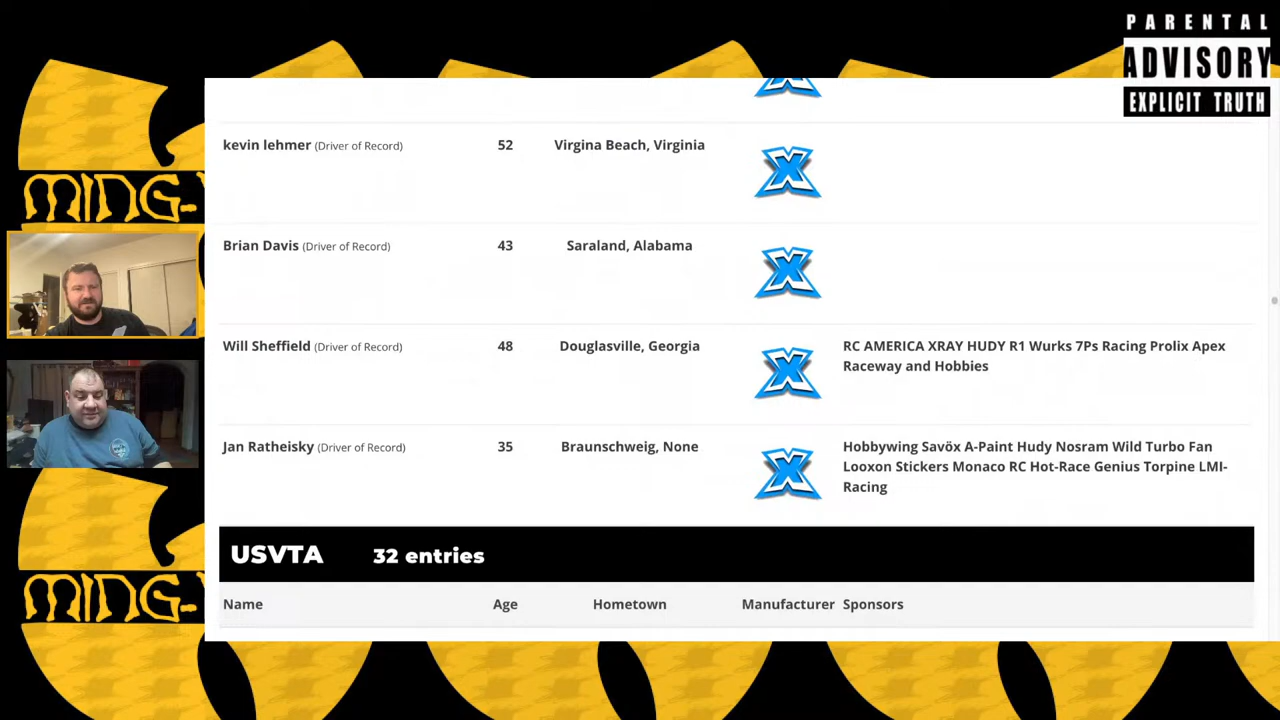 PARENTAL
ADVISORY
EXPLICIT TRUTH
MING-
kevin lehmer (Driver of Record) 52 Virgina Beach, Virginia
Brian Davis (Driver of Record) 43 Saraland, Alabama
Will Sheffield (Driver of Record) 48 Douglasville, Georgia RC AMERICA XRAY HUDY R1 Wurks 7Ps Racing Prolix Apex
Raceway and Hobbies
Jan Ratheisky (Driver of Record) 35 Braunschweig, None Hobbywing Savöx A-Paint Hudy Nosram Wild Turbo Fan
Looxon Stickers Monaco RC Hot-Race Genius Torpine LMI-
Racing
USVTA 32 entries
Name Age Hometown Manufacturer Sponsors
MING-